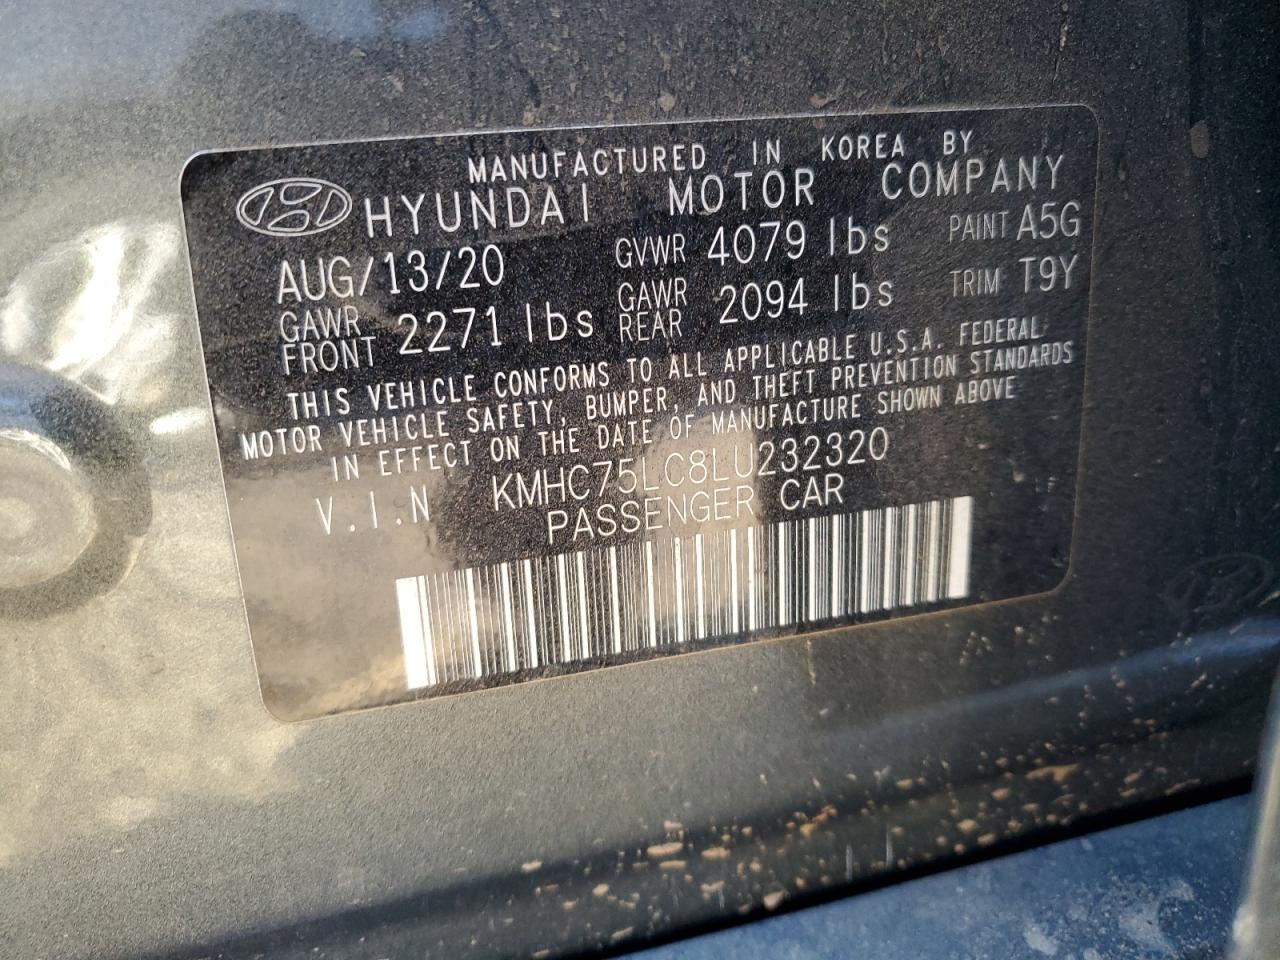 MANUFACTURED IN KOREA BY
HYUNDAI MOTOR COMPANY
AUG/13/20 GVWR 4079 lbs PAINT A5G
GAWR FRONT 2271 lbs GAWR REAR 2094 lbs TRIM T9Y
THIS VEHICLE CONFORMS TO ALL APPLICABLE U.S.A. FEDERAL
MOTOR VEHICLE SAFETY, BUMPER, AND THEFT PREVENTION STANDARDS
IN EFFECT ON THE DATE OF MANUFACTURE SHOWN ABOVE
V.I.N KMHC75LC8LU232320
PASSENGER CAR